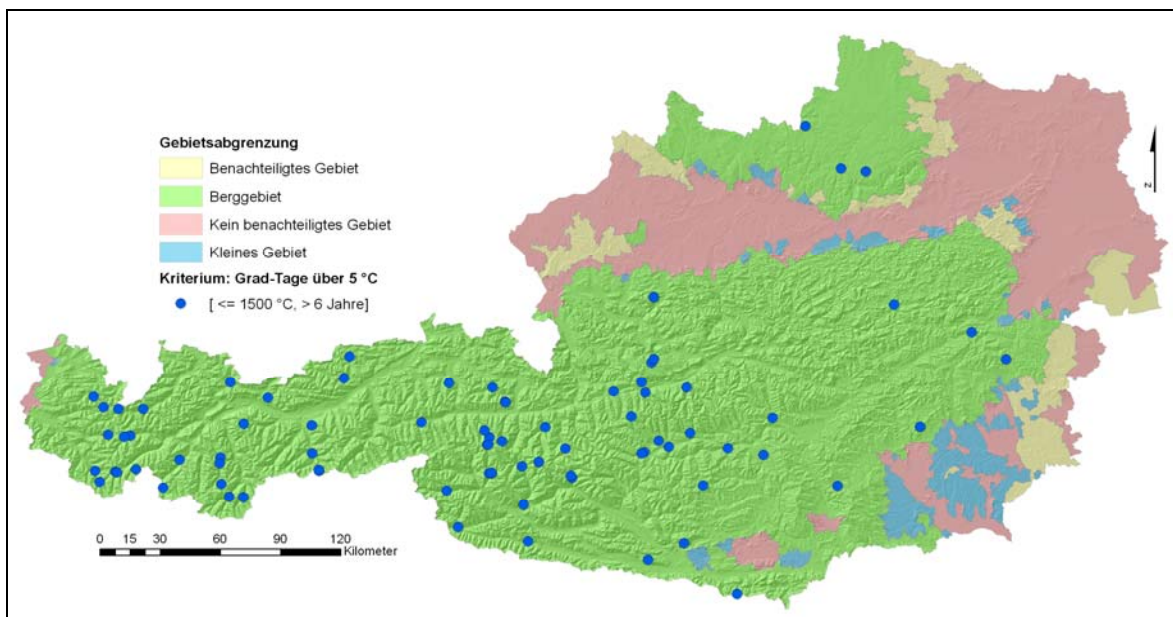 Gebietsabgrenzung
Benachteiligtes Gebiet
Berggebiet
Kein benachteiligtes Gebiet
Kleines Gebiet
Kriterium: Grad-Tage über 5 °C
[ <= 1500 °C, > 6 Jahre]
0 15 30 60 90 120
Kilometer
N